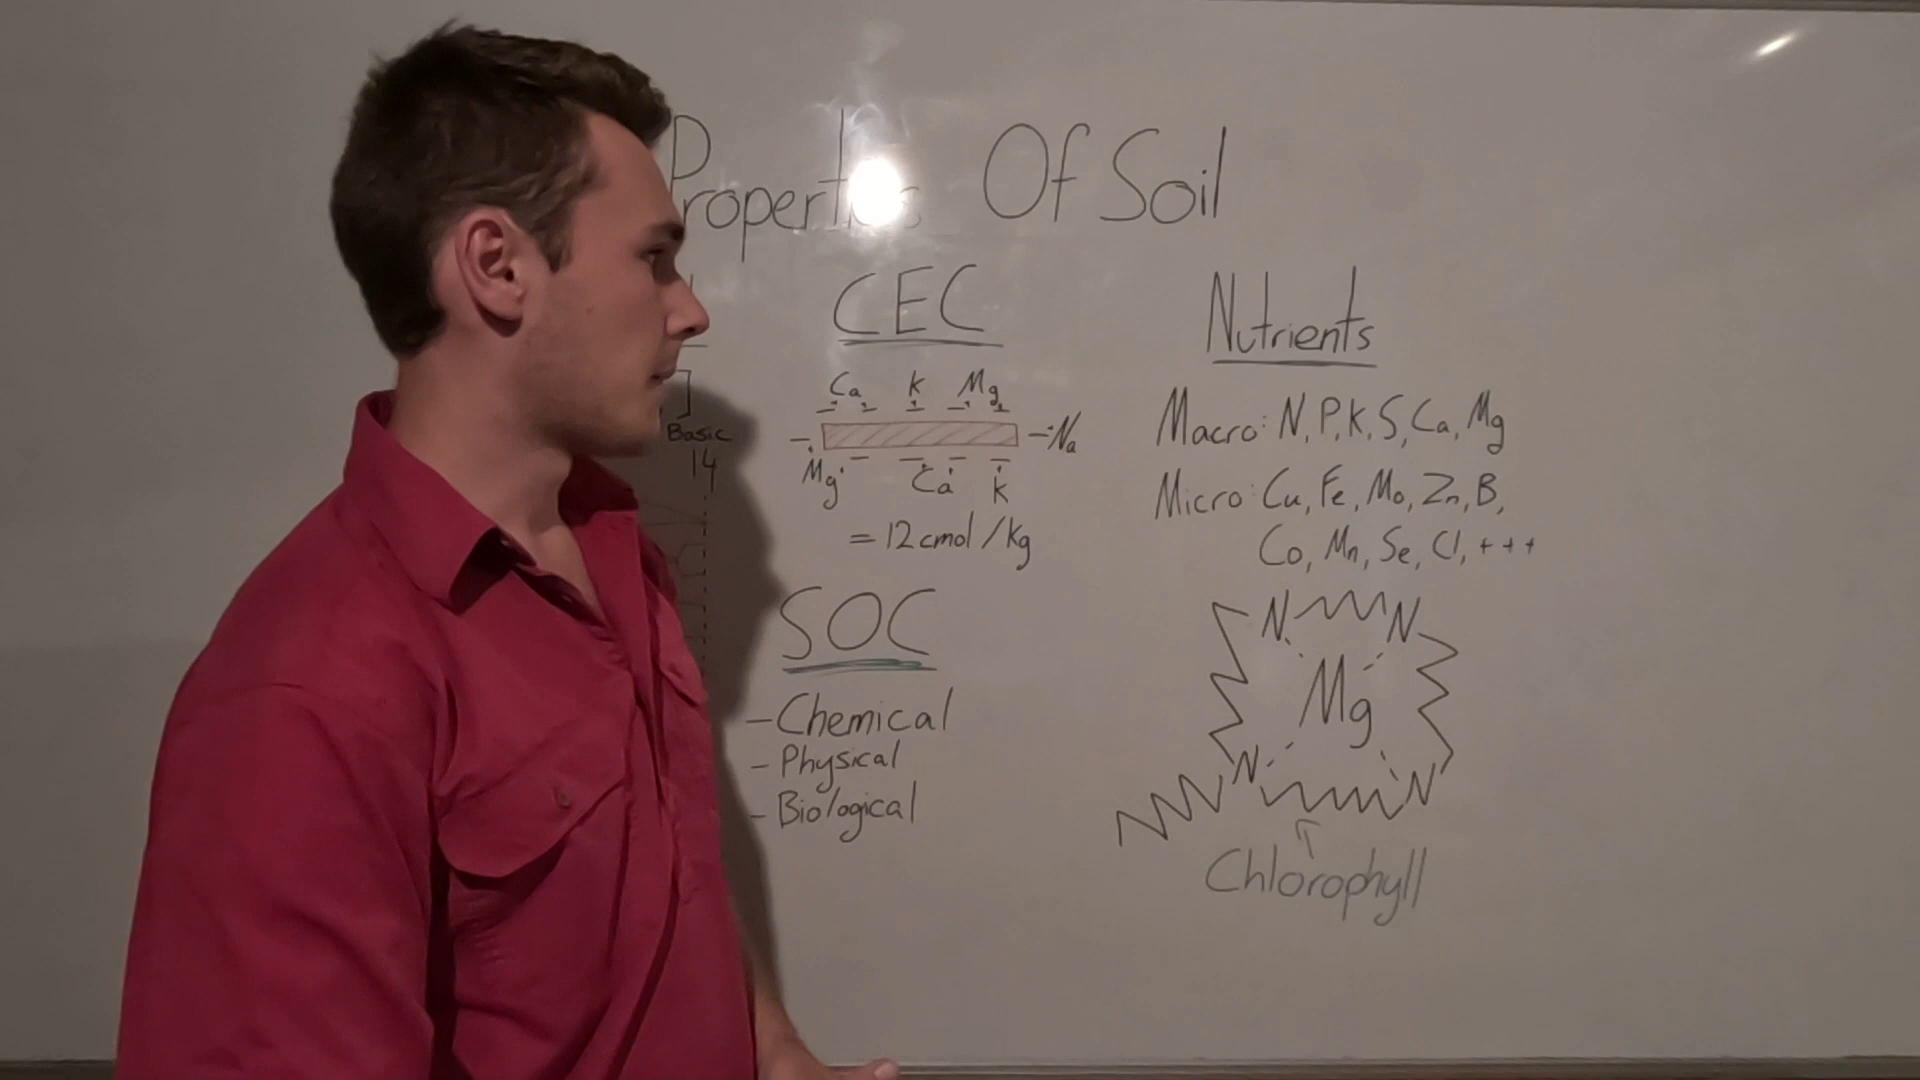 Properties Of Soil
Basic
14
CEC
Ca K Mg
Na
Mg Ca K
= 12 cmol/kg
SOC
- Chemical
- Physical
- Biological
Nutrients
Macro: N, P, K, S, Ca, Mg
Micro: Cu, Fe, Mo, Zn, B,
Co, Mn, Se, Cl, + + +
N N
Mg
N N
Chlorophyll